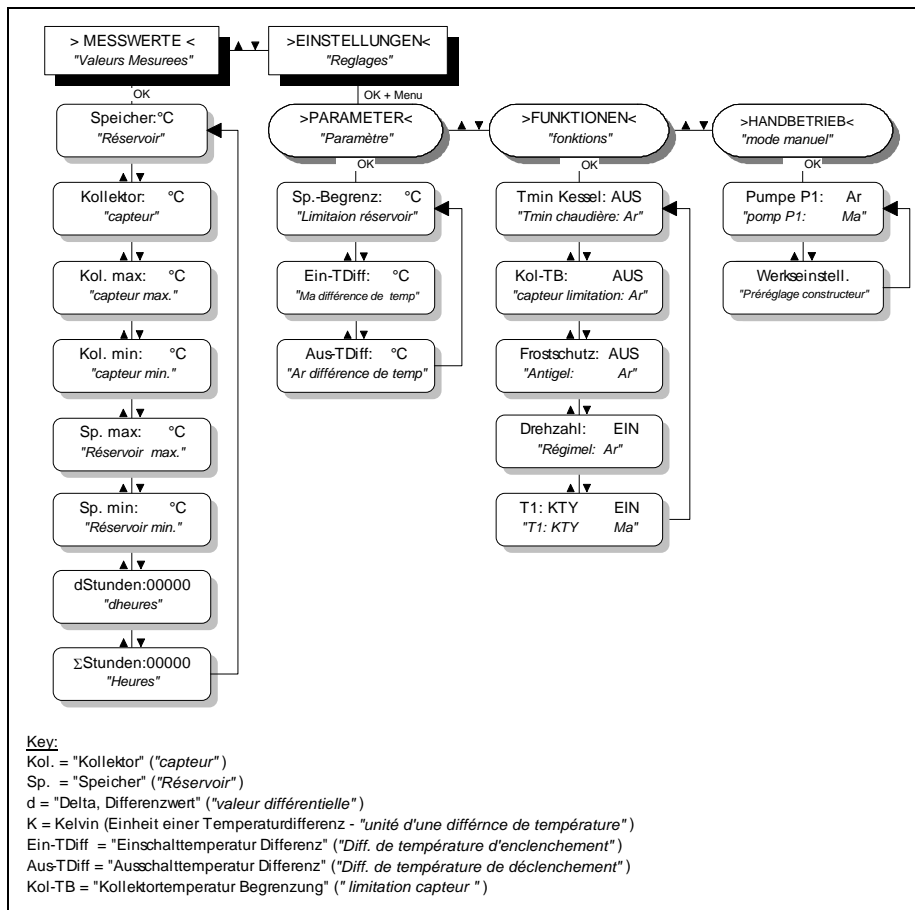 > MESSWERTE <
"Valeurs Mesurees"
>EINSTELLUNGEN<
"Reglages"
OK
OK + Menu
Speicher:°C
"Réservoir"
Kollektor: °C
"capteur"
Kol. max: °C
"capteur max."
Kol. min: °C
"capteur min."
Sp. max: °C
"Réservoir max."
Sp. min: °C
"Réservoir min."
dStunden:00000
"dheures"
ΣStunden:00000
"Heures"
>PARAMETER<
"Paramètre"
OK
Sp.-Begrenz: °C
"Limitaion réservoir"
Ein-TDiff: °C
"Ma différence de temp"
Aus-TDiff: °C
"Ar différence de temp"
>FUNKTIONEN<
"fonktions"
OK
Tmin Kessel: AUS
"Tmin chaudière: Ar"
Kol-TB: AUS
"capteur limitation: Ar"
Frostschutz: AUS
"Antigel: Ar"
Drehzahl: EIN
"Régimel: Ar"
T1: KTY EIN
"T1: KTY Ma"
>HANDBETRIEB<
"mode manuel"
OK
Pumpe P1: Ar
"pomp P1: Ma"
Werkseinstell.
"Préréglage constructeur"
Key:
Kol. = "Kollektor" ("capteur")
Sp. = "Speicher" ("Réservoir")
d = "Delta, Differenzwert" ("valeur différentielle")
K = Kelvin (Einheit einer Temperaturdifferenz - "unité d'une différnce de température")
Ein-TDiff = "Einschalttemperatur Differenz" ("Diff. de température d'enclenchement")
Aus-TDiff = "Ausschalttemperatur Differenz" ("Diff. de température de déclenchement")
Kol-TB = "Kollektortemperatur Begrenzung" (" limitation capteur ")